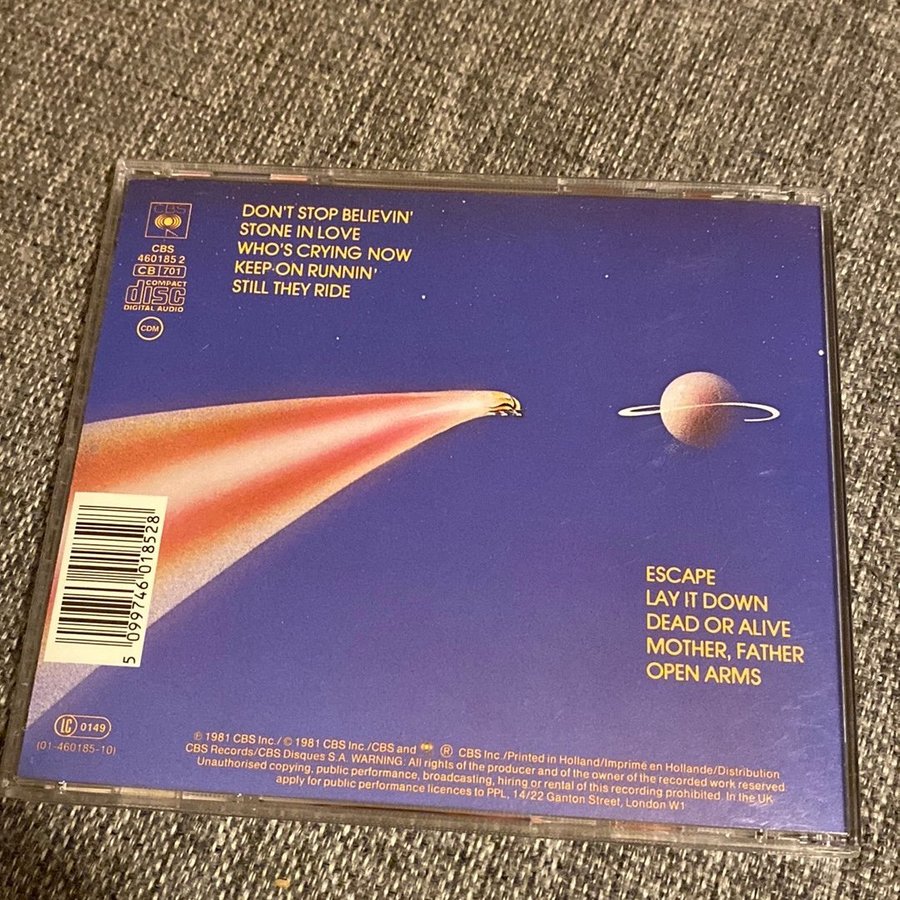 CBS
CBS
460185 2
CB 701
COMPACT
disc
DIGITAL AUDIO
CDM
DON'T STOP BELIEVIN'
STONE IN LOVE
WHO'S CRYING NOW
KEEP ON RUNNIN'
STILL THEY RIDE
ESCAPE
LAY IT DOWN
DEAD OR ALIVE
MOTHER, FATHER
OPEN ARMS
5 099746 018528
LC 0149
(01-460185-10)
℗ 1981 CBS Inc./© 1981 CBS Inc./CBS and ® CBS Inc./Printed in Holland/Imprimé en Hollande/Distribution
CBS Records/CBS Disques S.A. WARNING: All rights of the producer and of the owner of the recorded work reserved.
Unauthorised copying, public performance, broadcasting, hiring or rental of this recording prohibited. In the UK
apply for public performance licences to PPL, 14/22 Ganton Street, London W1